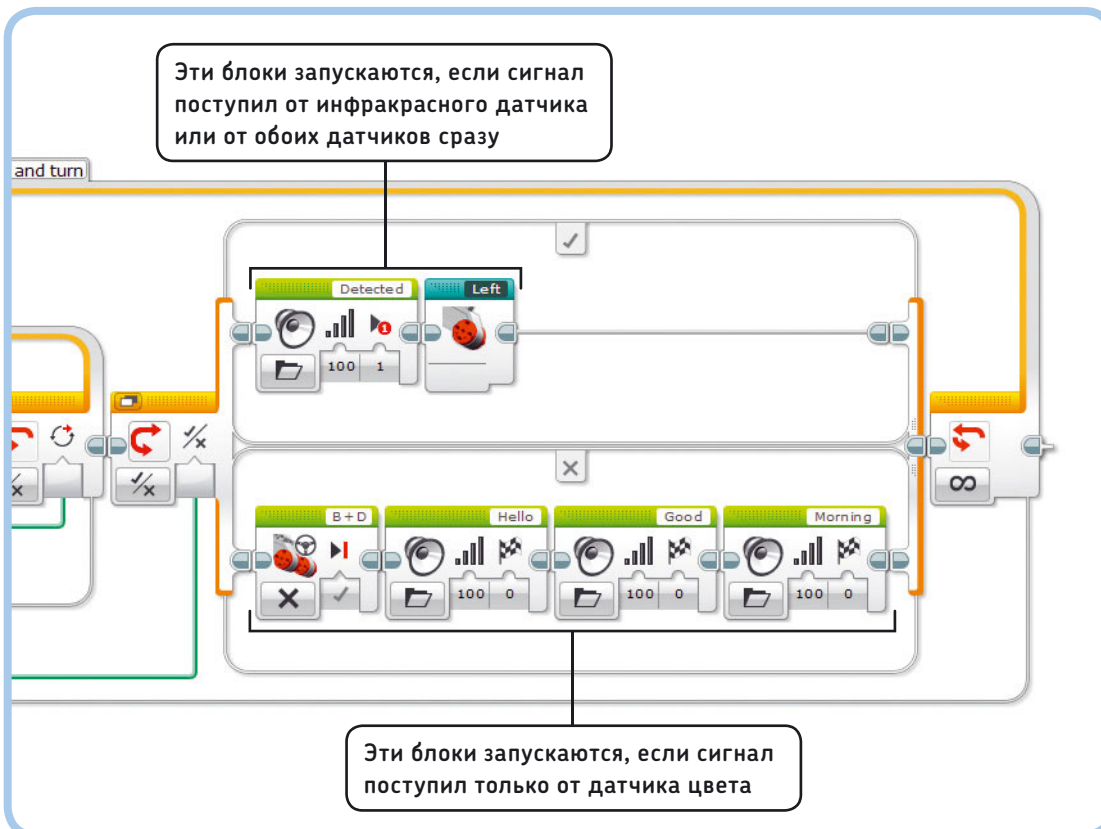 Эти блоки запускаются, если сигнал
поступил от инфракрасного датчика
или от обоих датчиков сразу
and turn
Detected
Left
1
100 1
B+D
Hello
Good
Morning
100 0
100 0
100 0
Эти блоки запускаются, если сигнал
поступил только от датчика цвета